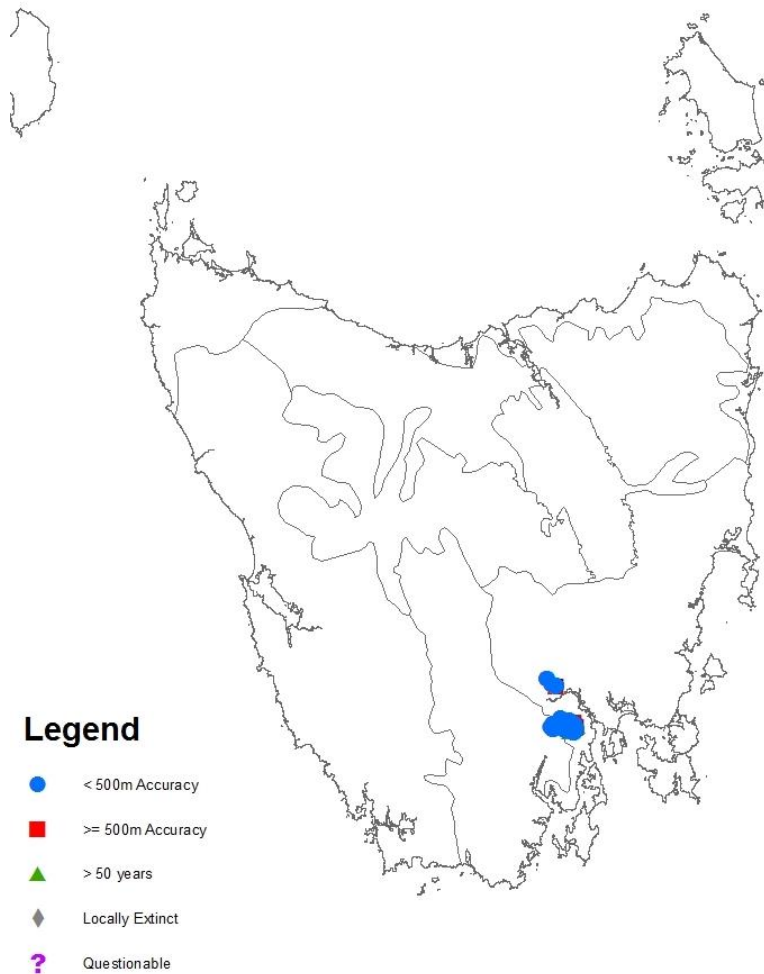 Legend
< 500m Accuracy
>= 500m Accuracy
> 50 years
Locally Extinct
Questionable